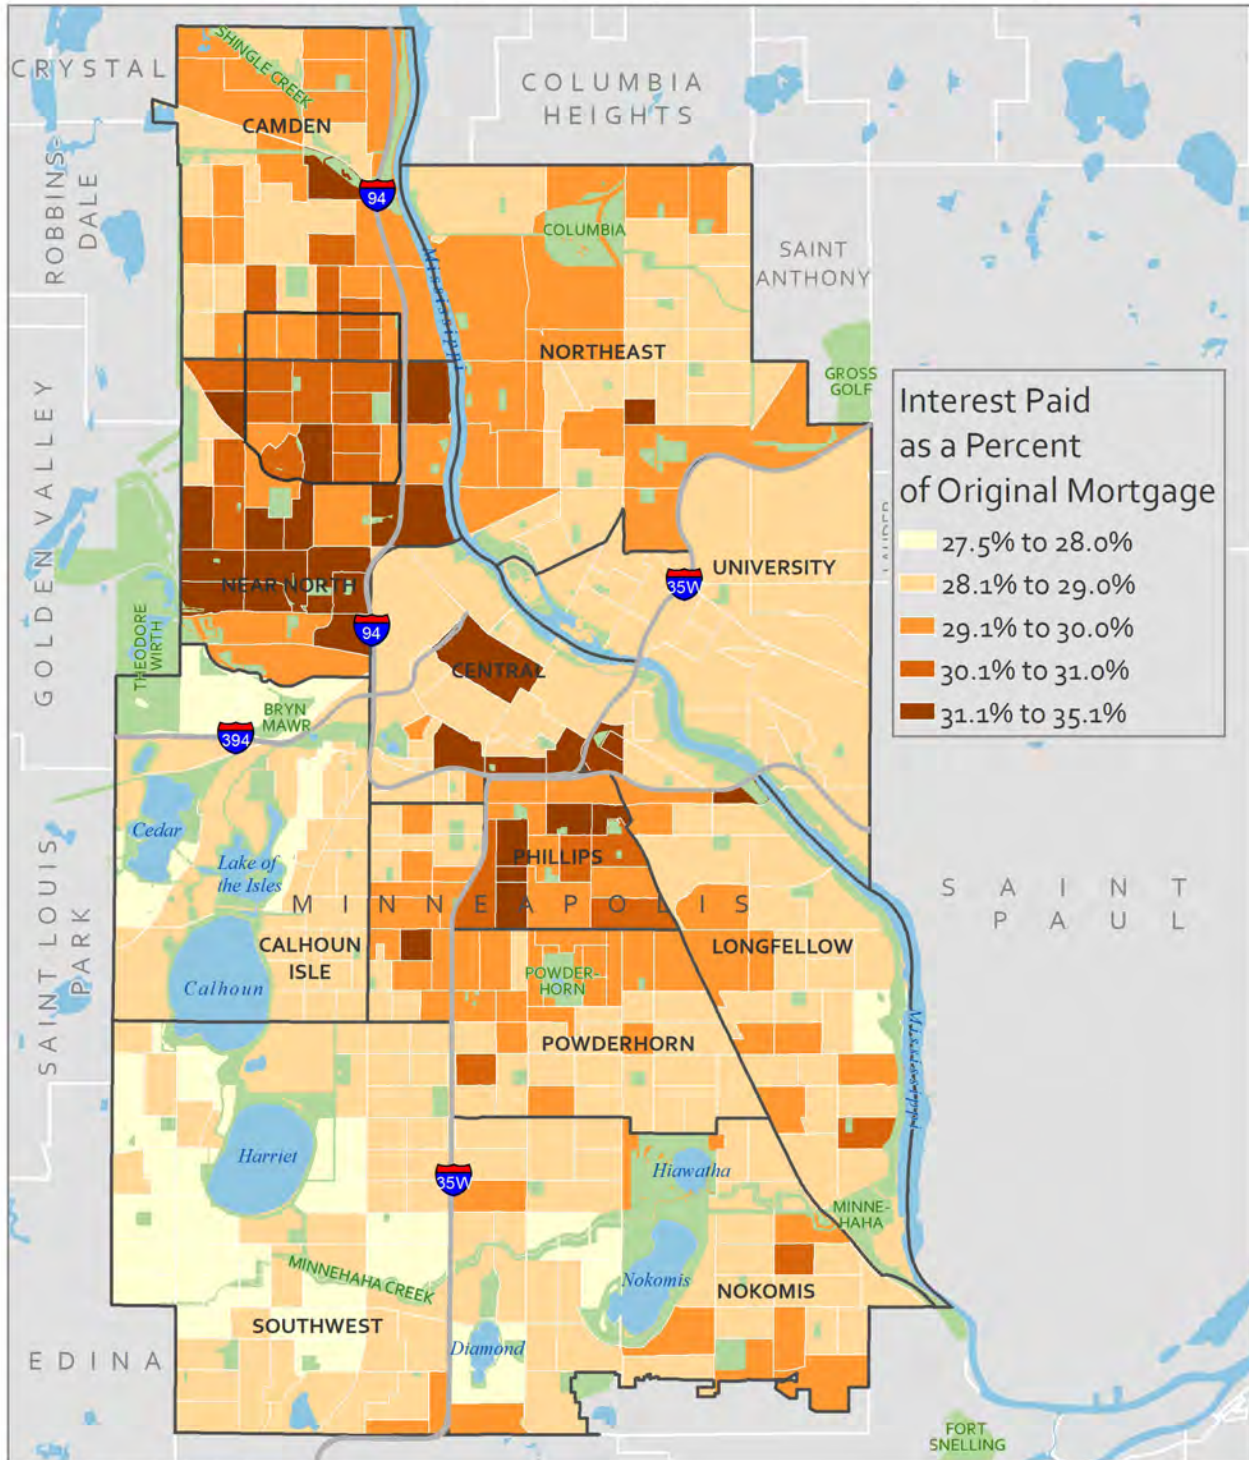 SHINGLE CREEK
CRYSTAL
COLUMBIA
HEIGHTS
CAMDEN
ROBBINS-
DALE
94
COLUMBIA
SAINT
ANTHONY
Mississippi
NORTHEAST
GROSS
GOLF
GOLDEN VALLEY
Interest Paid
as a Percent
of Original Mortgage
27.5% to 28.0%
28.1% to 29.0%
29.1% to 30.0%
30.1% to 31.0%
31.1% to 35.1%
UNIVERSITY
35W
NEAR NORTH
94
THEODORE
WIRTH
CENTRAL
BRYN
MAWR
394
Cedar
Lake of
the Isles
PHILLIPS
MINNEAPOLIS
SAINT
PAUL
SAINT LOUIS
PARK
CALHOUN
ISLE
LONGFELLOW
POWDER-
HORN
Calhoun
POWDERHORN
Mississippi
Harriet
Hiawatha
35W
MINNE-
HAHA
MINNEHAHA CREEK
Nokomis
NOKOMIS
SOUTHWEST
Diamond
EDINA
FORT
SNELLING